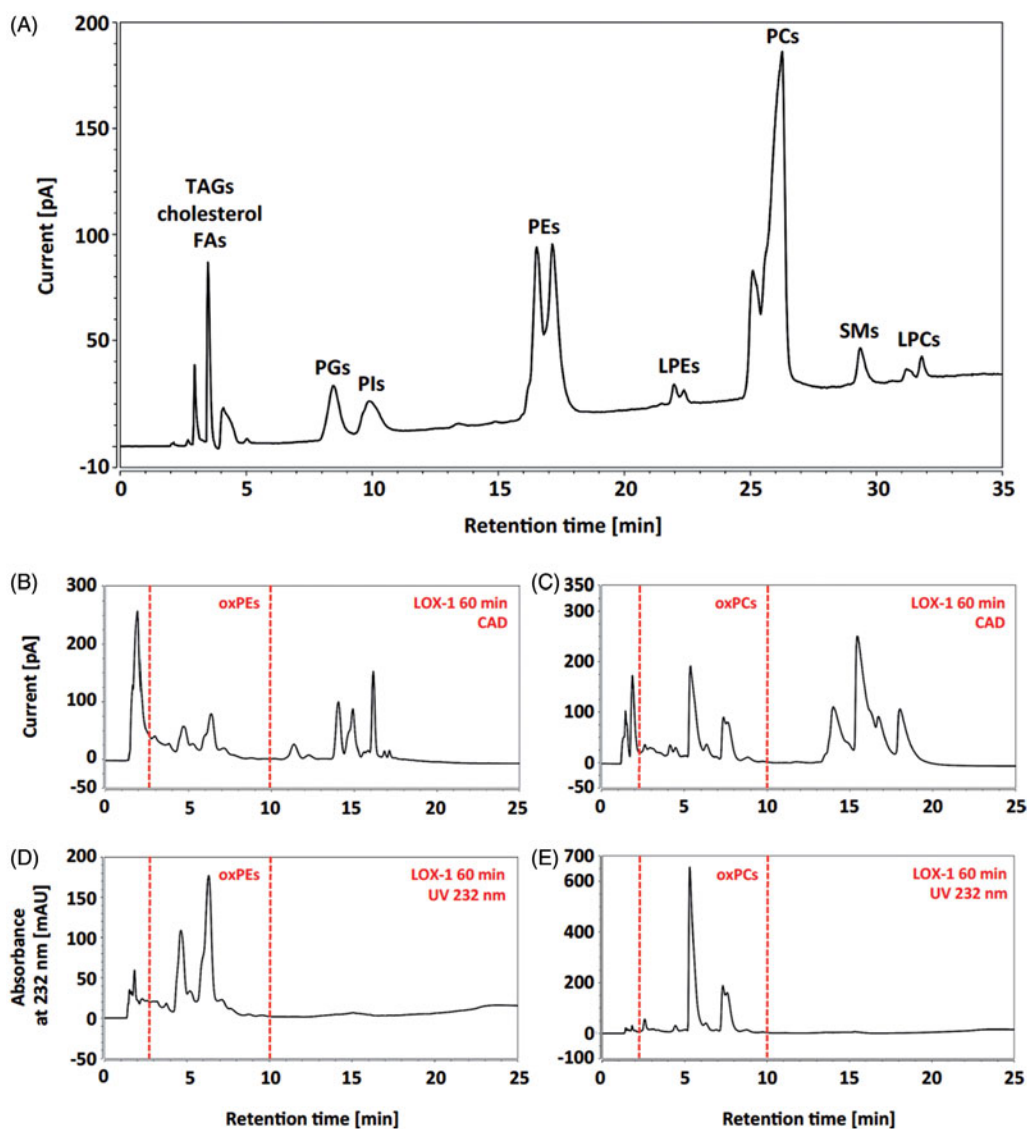 (A)
200
150
100
50
-10
Current [pA]
TAGs
cholesterol
FAs
PGs
PIs
PEs
LPEs
PCs
SMs
LPCs
0 5 10 15 20 25 30 35
Retention time [min]
(B)
300
200
100
0
-50
Current [pA]
oxPEs
LOX-1 60 min
CAD
0 5 10 15 20 25
(C)
350
300
200
100
0
-50
oxPCs
LOX-1 60 min
CAD
0 5 10 15 20 25
(D)
200
150
100
50
0
-50
Absorbance
at 232 nm [mAU]
oxPEs
LOX-1 60 min
UV 232 nm
0 5 10 15 20 25
Retention time [min]
(E)
700
600
400
200
0
-100
oxPCs
LOX-1 60 min
UV 232 nm
0 5 10 15 20 25
Retention time [min]